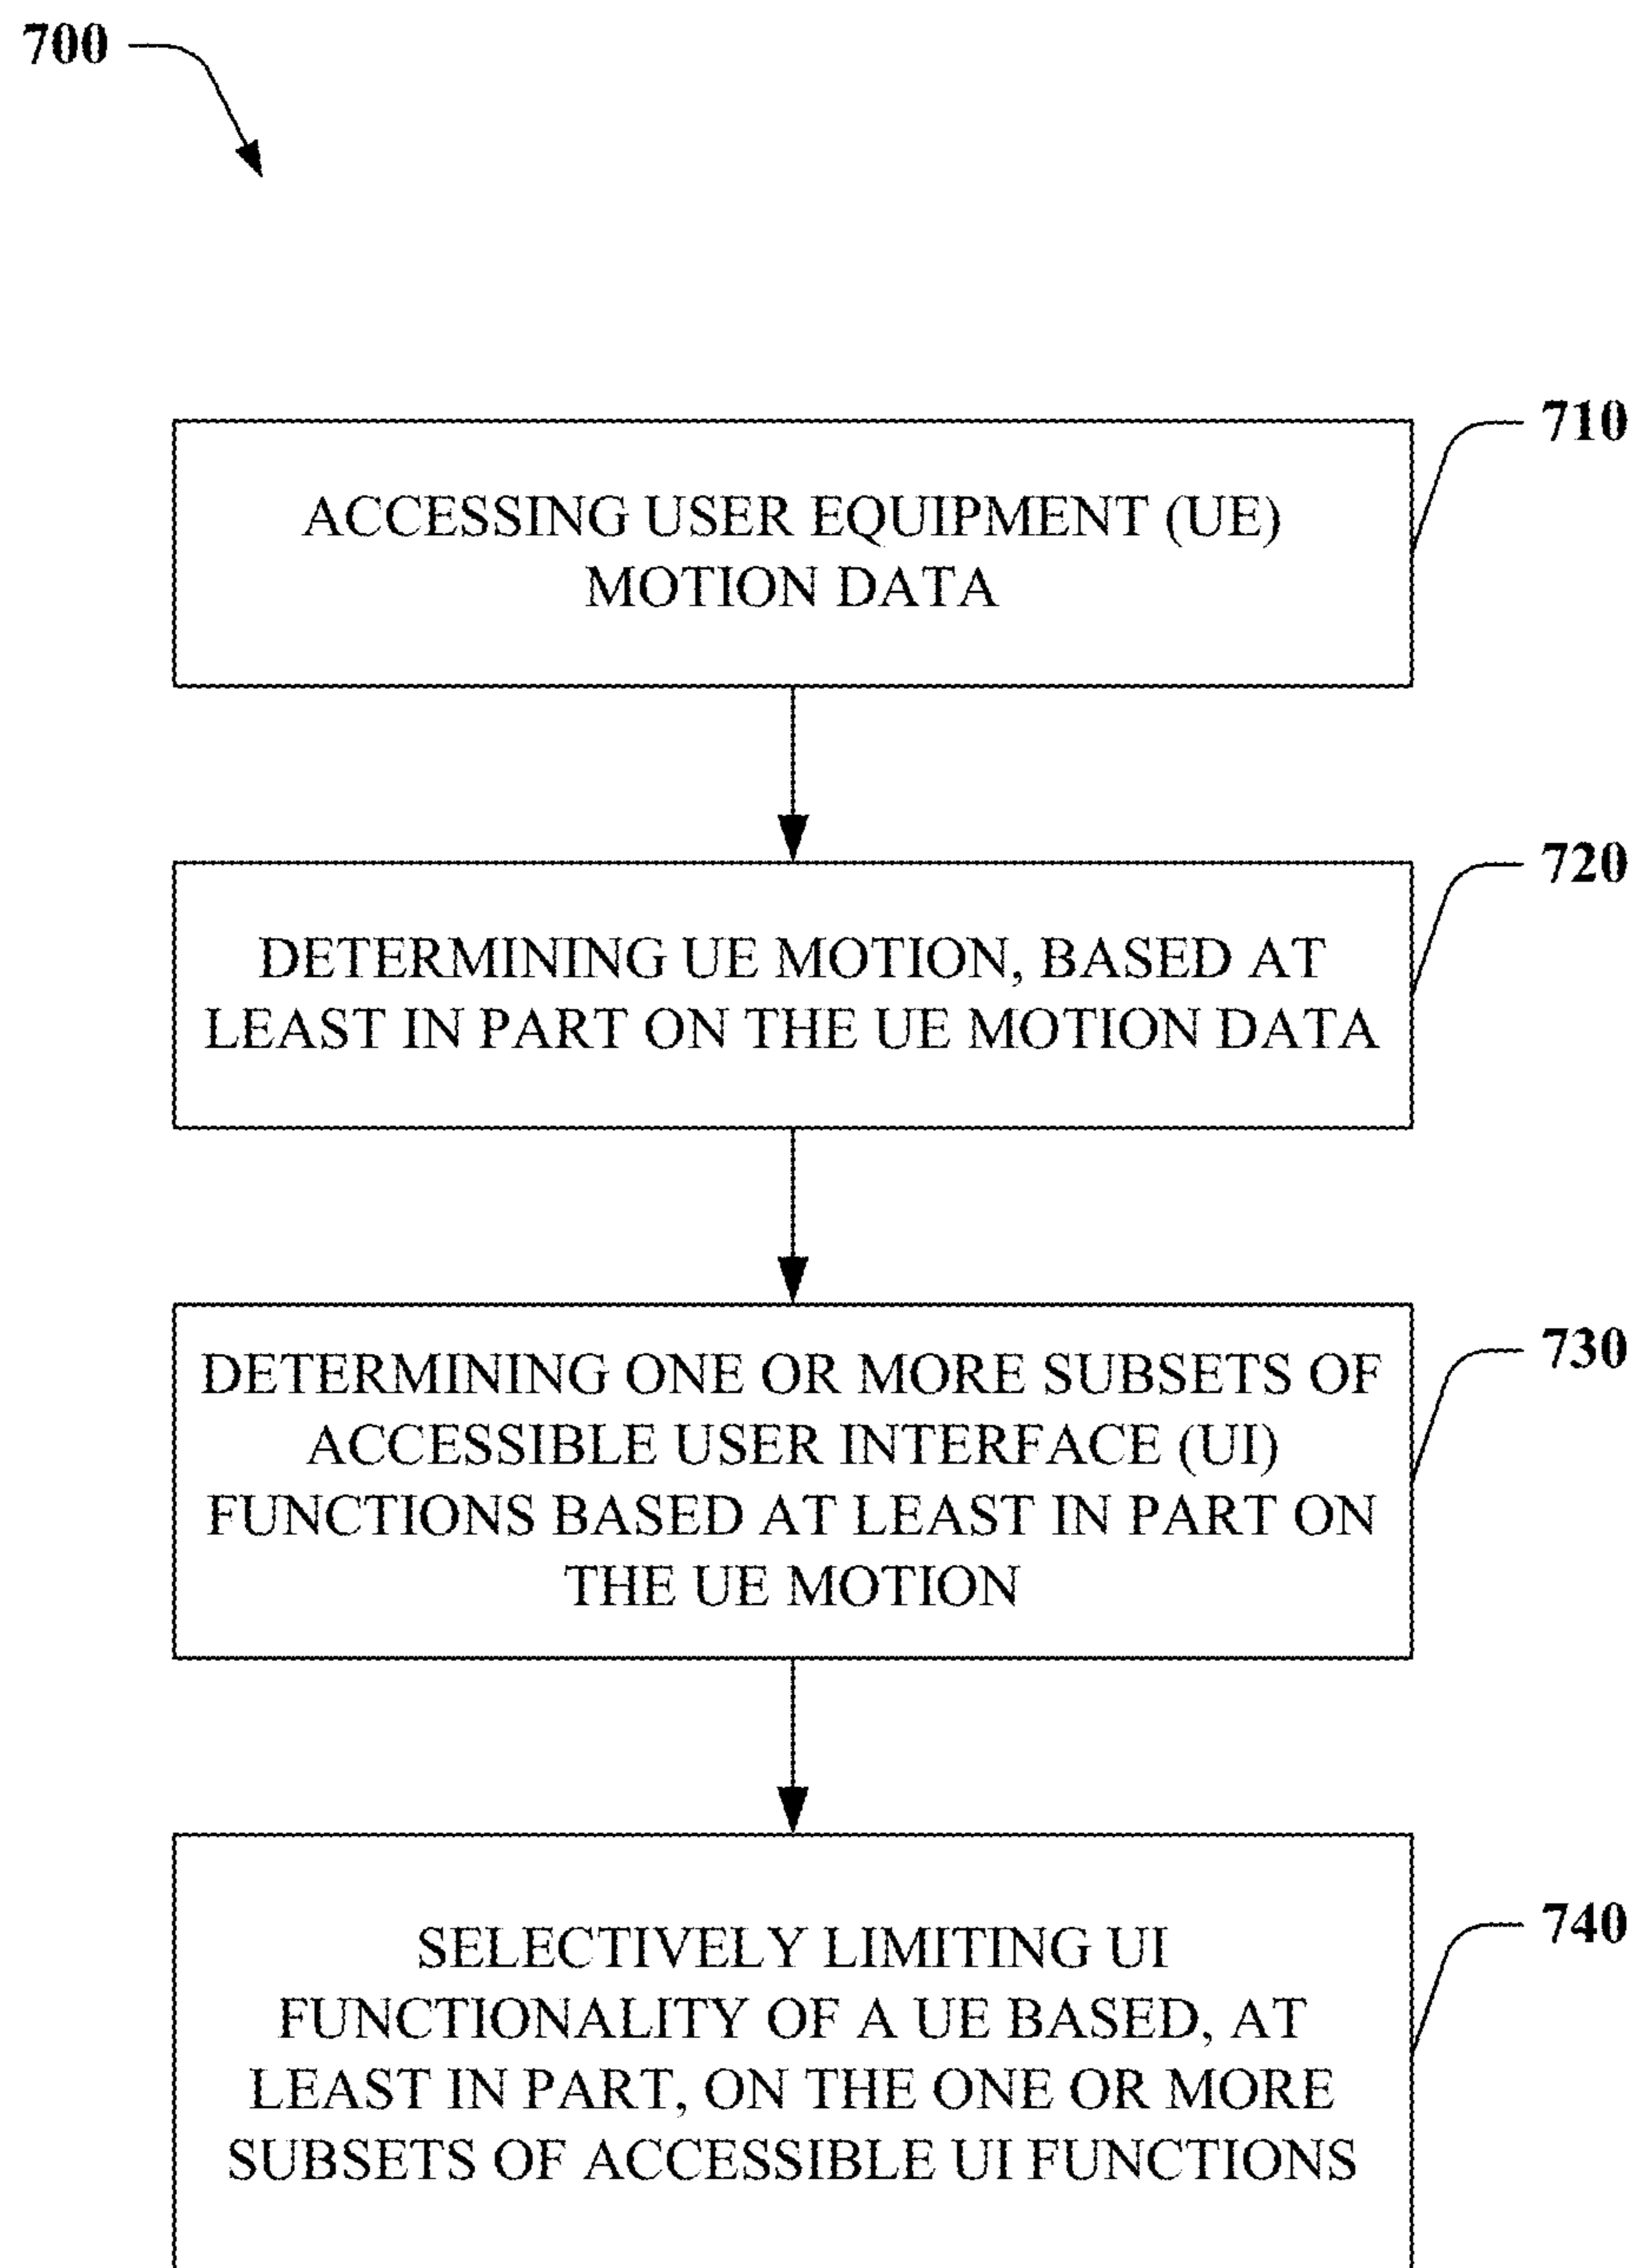 700
710
ACCESSING USER EQUIPMENT (UE)
MOTION DATA
720
DETERMINING UE MOTION, BASED AT
LEAST IN PART ON THE UE MOTION DATA
730
DETERMINING ONE OR MORE SUBSETS OF
ACCESSIBLE USER INTERFACE (UI)
FUNCTIONS BASED AT LEAST IN PART ON
THE UE MOTION
740
SELECTIVELY LIMITING UI
FUNCTIONALITY OF A UE BASED, AT
LEAST IN PART, ON THE ONE OR MORE
SUBSETS OF ACCESSIBLE UI FUNCTIONS